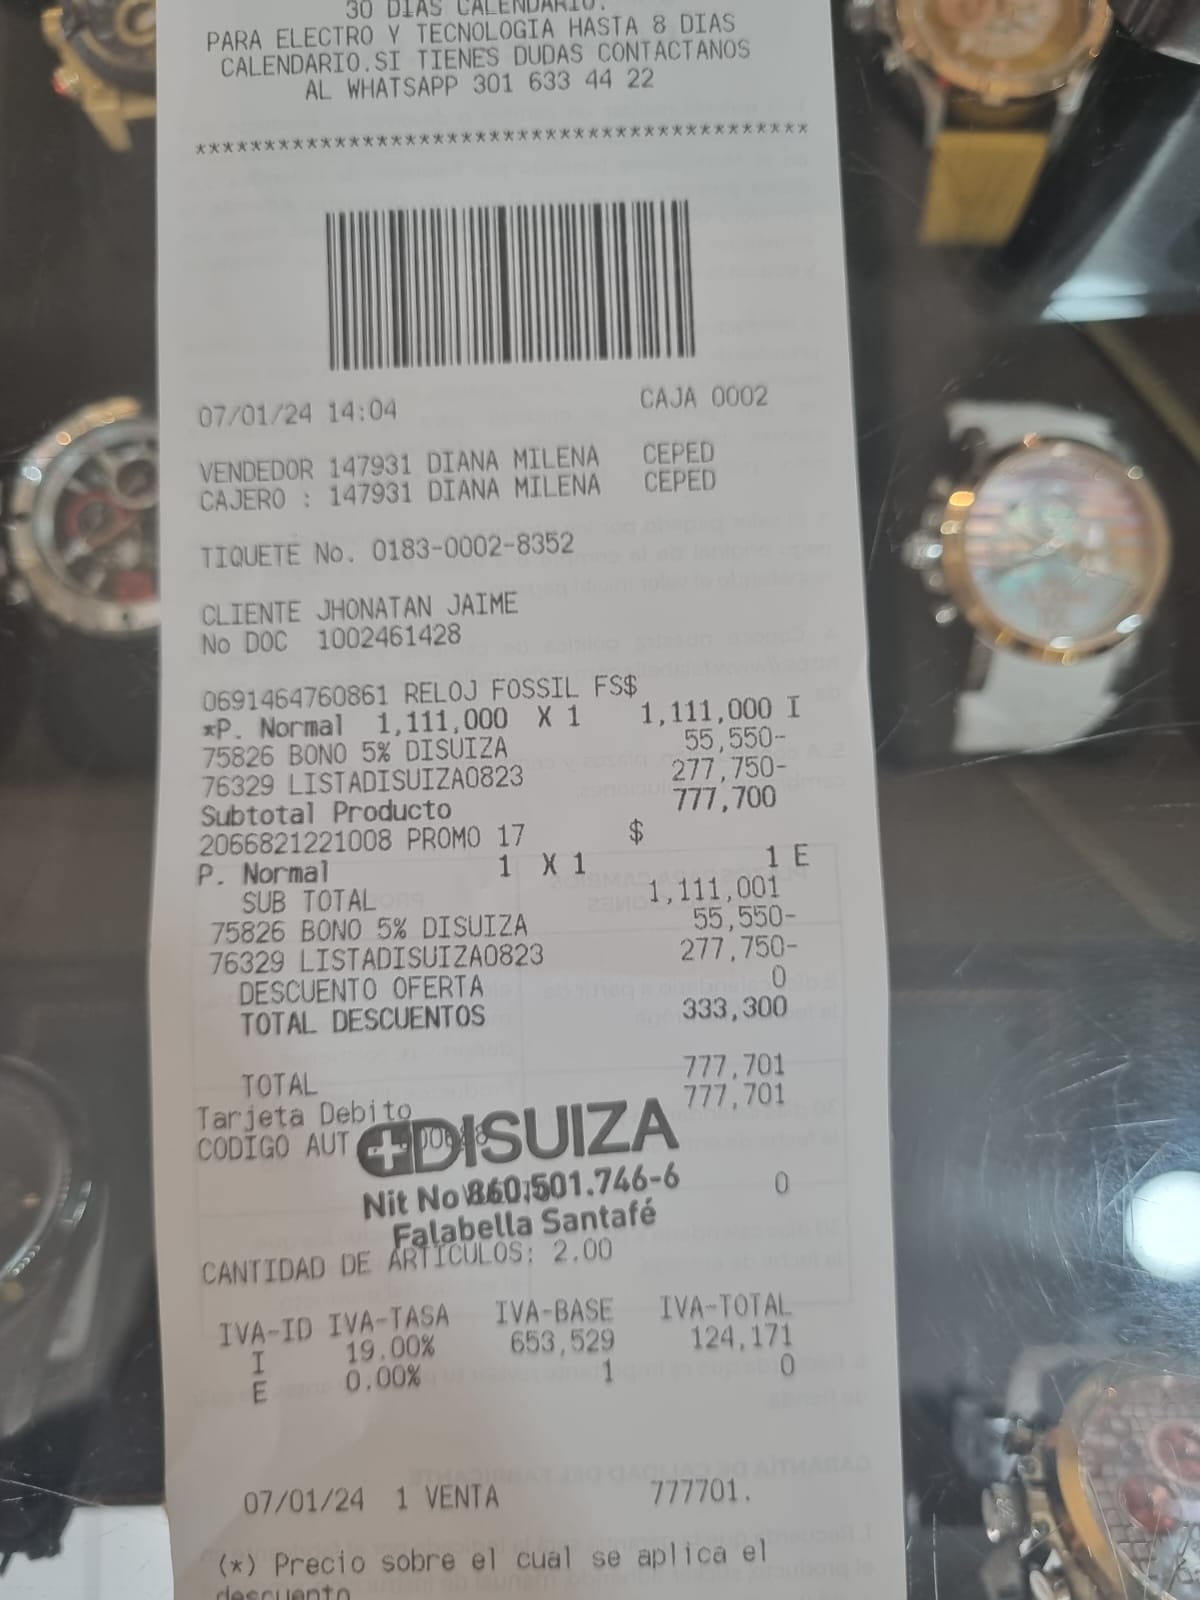 30 DIAS CALENDARIO.
PARA ELECTRO Y TECNOLOGIA HASTA 8 DIAS
CALENDARIO.SI TIENES DUDAS CONTACTANOS
AL WHATSAPP 301 633 44 22
*******************************************
07/01/24 14:04 CAJA 0002
VENDEDOR 147931 DIANA MILENA CEPED
CAJERO : 147931 DIANA MILENA CEPED
TIQUETE No. 0183-0002-8352
CLIENTE JHONATAN JAIME
No DOC 1002461428
0691464760861 RELOJ FOSSIL FS$
*P. Normal 1,111,000 X 1 1,111,000 I
75826 BONO 5% DISUIZA 55,550-
76329 LISTADISUIZA0823 277,750-
Subtotal Producto 777,700
2066821221008 PROMO 17 $
P. Normal 1 X 1 1 E
SUB TOTAL 1,111,001
75826 BONO 5% DISUIZA 55,550-
76329 LISTADISUIZA0823 277,750-
DESCUENTO OFERTA 0
TOTAL DESCUENTOS 333,300
TOTAL 777,701
Tarjeta Debito 777,701
CODIGO AUT
DISUIZA
Nit No 860.501.746-6 0
Falabella Santafé
CANTIDAD DE ARTICULOS: 2.00
IVA-ID IVA-TASA IVA-BASE IVA-TOTAL
I 19.00% 653,529 124,171
E 0.00% 1 0
07/01/24 1 VENTA 777701.
(*) Precio sobre el cual se aplica el
descuento